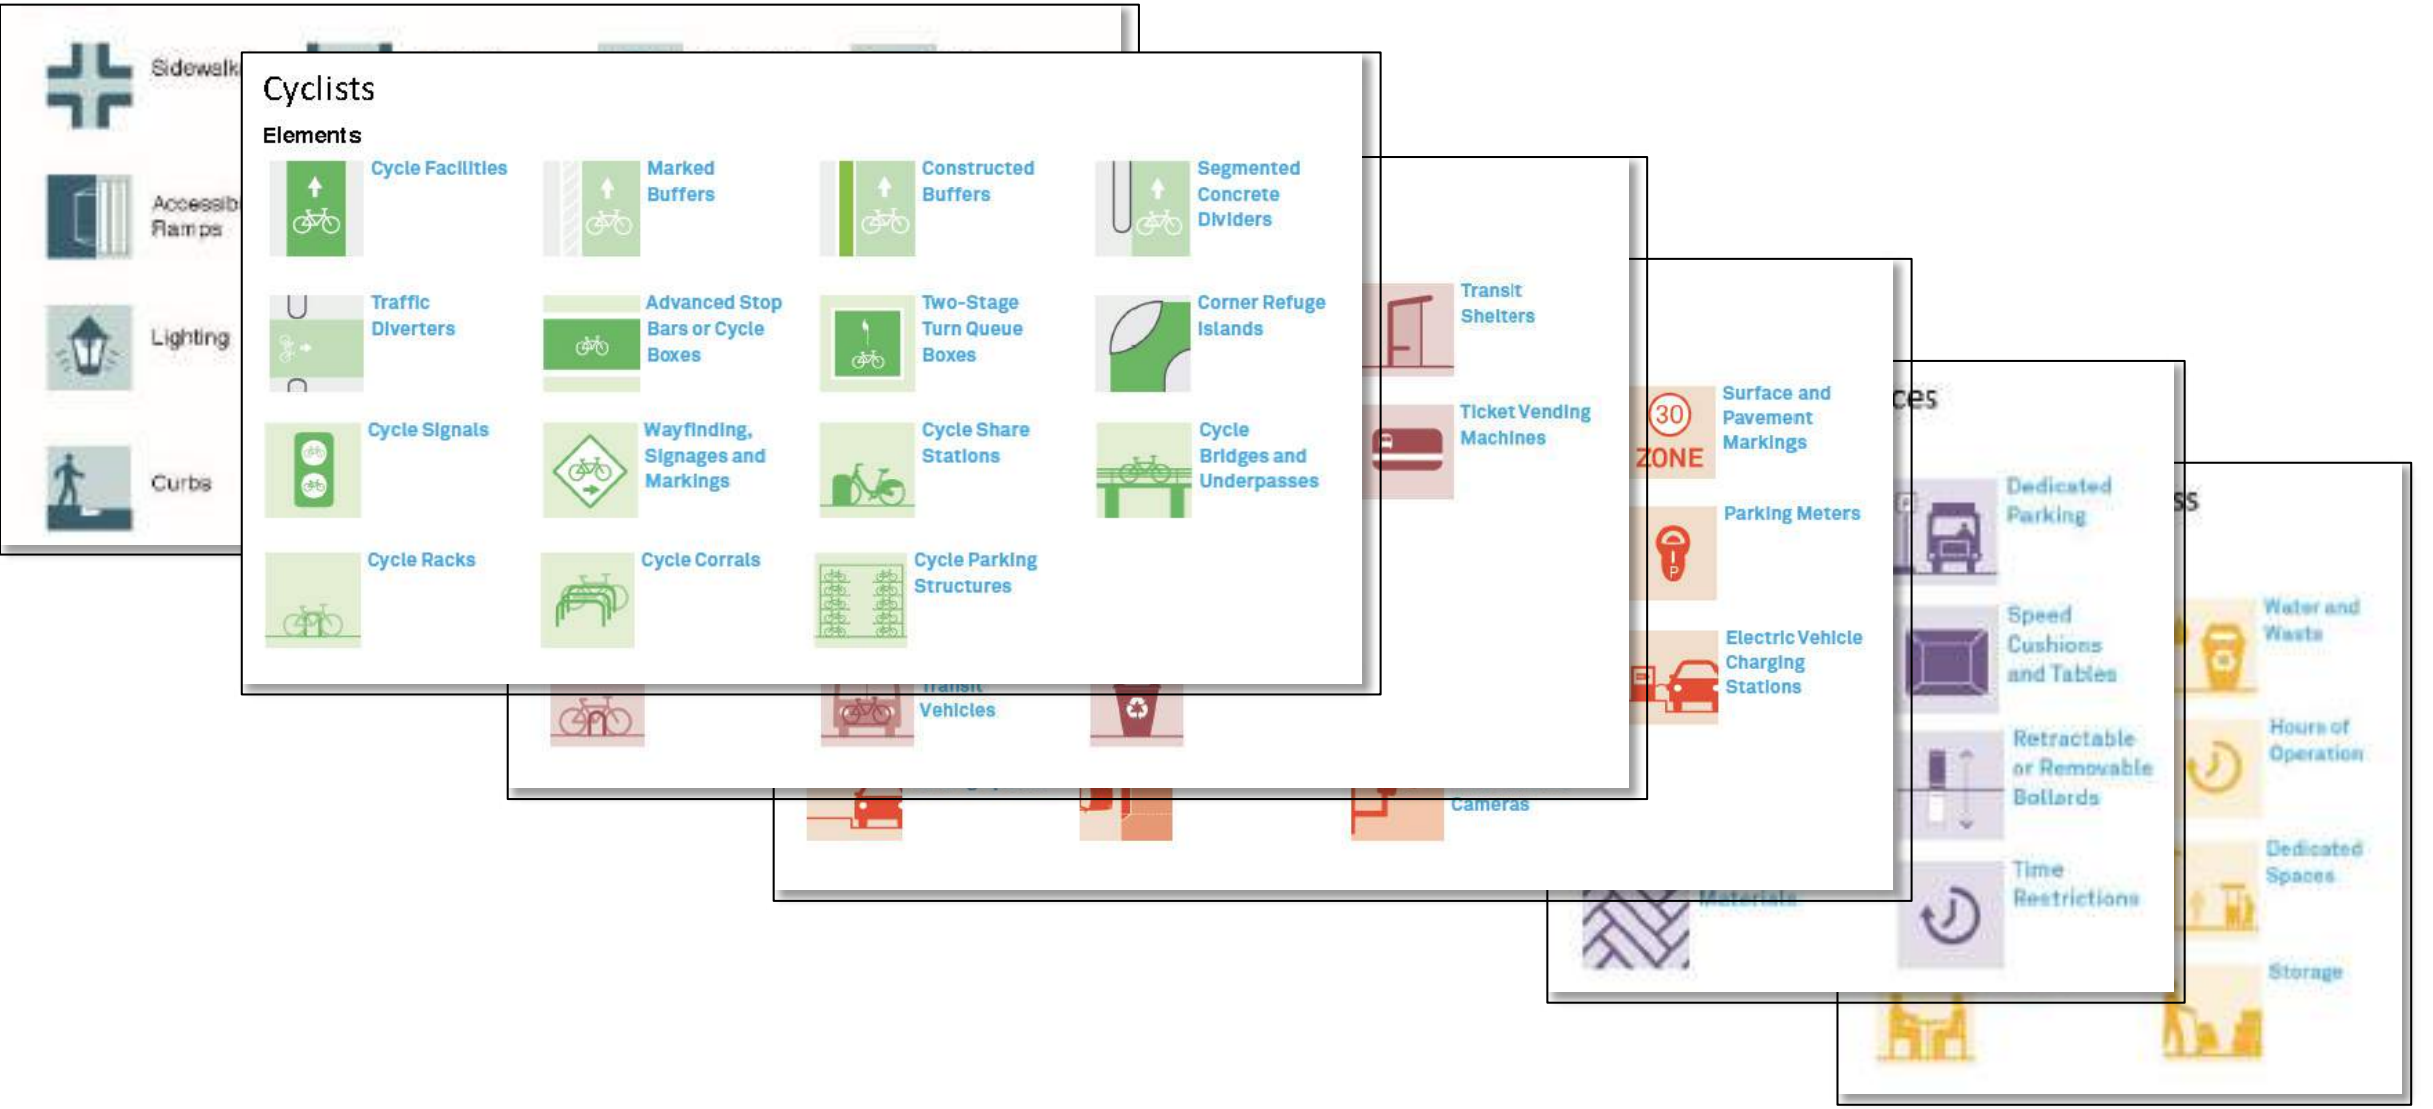 Sidewalk
Accessib
Ramps
Lighting
Curbs
Cyclists
Elements
Cycle Facilities
Marked
Buffers
Constructed
Buffers
Segmented
Concrete
Dividers
Traffic
Diverters
Advanced Stop
Bars or Cycle
Boxes
Two-Stage
Turn Queue
Boxes
Corner Refuge
Islands
Cycle Signals
Wayfinding,
Signages and
Markings
Cycle Share
Stations
Cycle
Bridges and
Underpasses
Cycle Racks
Cycle Corrals
Cycle Parking
Structures
Transit
Shelters
Ticket Vending
Machines
Transit
Vehicles
30
ZONE
Surface and
Pavement
Markings
Parking Meters
P
Electric Vehicle
Charging
Stations
Cameras
ces
P
Dedicated
Parking
Speed
Cushions
and Tables
Retractable
or Removable
Bollards
Time
Restrictions
Materials
ss
Water and
Waste
Hours of
Operation
Dedicated
Spaces
Storage